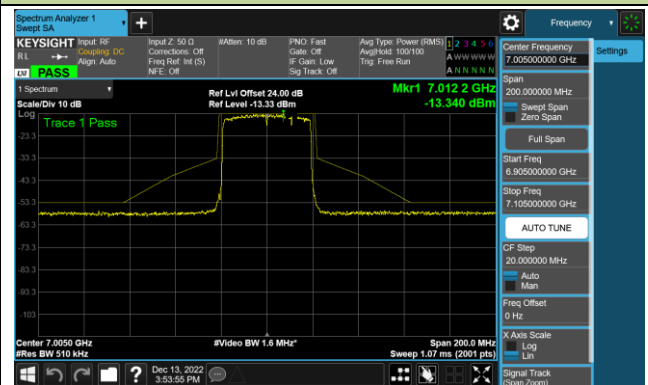 Spectrum Analyzer 1
Swept SA
Frequency
KEYSIGHT
RL
LXI
PASS
Input: RF
Coupling: DC
Align: Auto
Input Z: 50 Ω
Corrections: Off
Freq Ref: Int (S)
NFE: Off
#Atten: 10 dB
PNO: Fast
Gate: Off
IF Gain: Low
Sig Track: Off
Avg Type: Power (RMS)
Avg|Hold: 100/100
Trig: Free Run
1 2 3 4 5 6
A W W W W W
A N N N N N
1 Spectrum
Scale/Div 10 dB
Ref Lvl Offset 24.00 dB
Ref Level -13.33 dBm
Mkr1 7.012 2 GHz
-13.340 dBm
Log
Trace 1 Pass
1
-23.3
-33.3
-43.3
-53.3
-63.3
-73.3
-83.3
-93.3
-103
Center 7.0050 GHz
#Res BW 510 kHz
#Video BW 1.6 MHz*
Span 200.0 MHz
Sweep 1.07 ms (2001 pts)
Dec 13, 2022
3:53:55 PM
Center Frequency
7.005000000 GHz
Settings
Span
200.000000 MHz
Swept Span
Zero Span
Full Span
Start Freq
6.905000000 GHz
Stop Freq
7.105000000 GHz
AUTO TUNE
CF Step
20.000000 MHz
Auto
Man
Freq Offset
0 Hz
X Axis Scale
Log
Lin
Signal Track
(Span Zoom)